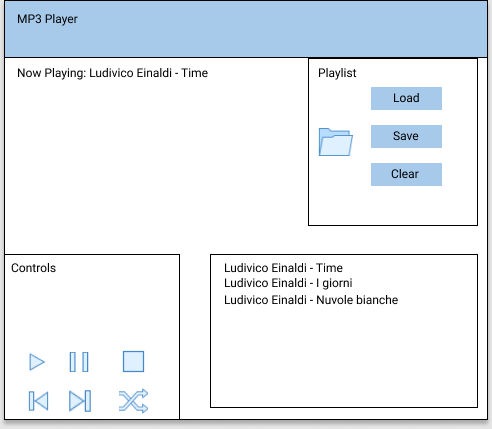 MP3 Player
Now Playing: Ludivico Einaldi - Time
Playlist
Load
Save
Clear
Controls
Ludivico Einaldi - Time
Ludivico Einaldi - I giorni
Ludivico Einaldi - Nuvole bianche